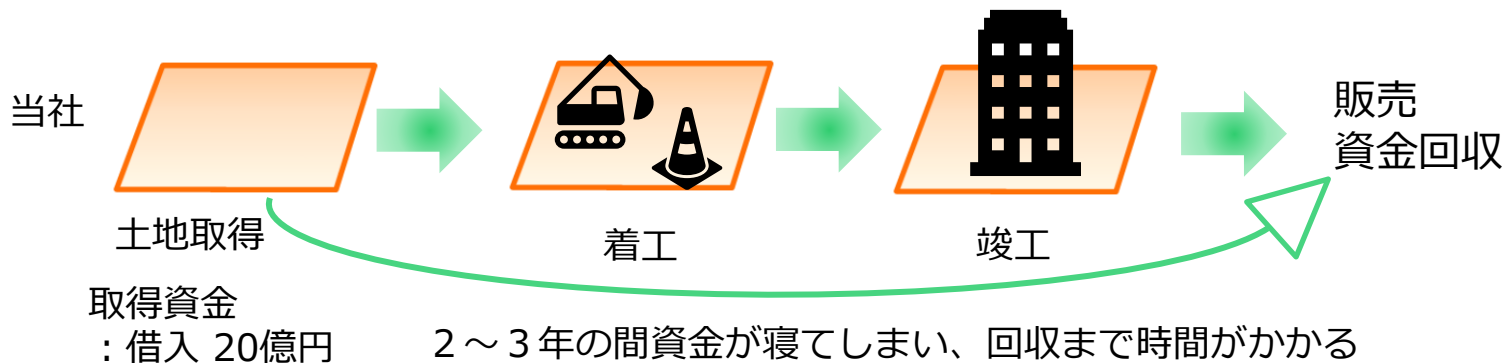 当社
販売
資金回収
土地取得
着工
竣工
取得資金
:借入 20億円
2~3年の間資金が寝てしまい、回収まで時間がかかる